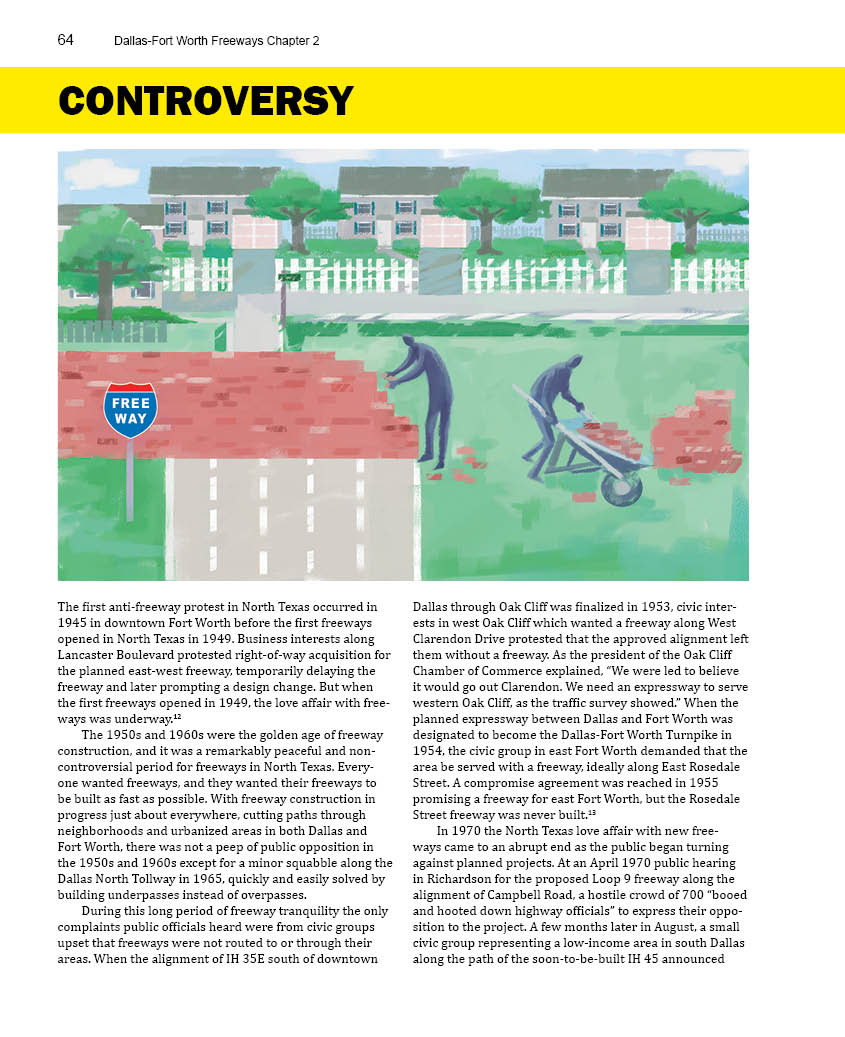 64 Dallas-Fort Worth Freeways Chapter 2
CONTROVERSY
FREE
WAY
The first anti-freeway protest in North Texas occurred in
1945 in downtown Fort Worth before the first freeways
opened in North Texas in 1949. Business interests along
Lancaster Boulevard protested right-of-way acquisition for
the planned east-west freeway, temporarily delaying the
freeway and later prompting a design change. But when
the first freeways opened in 1949, the love affair with free-
ways was underway.¹²
The 1950s and 1960s were the golden age of freeway
construction, and it was a remarkably peaceful and non-
controversial period for freeways in North Texas. Every-
one wanted freeways, and they wanted their freeways to
be built as fast as possible. With freeway construction in
progress just about everywhere, cutting paths through
neighborhoods and urbanized areas in both Dallas and
Fort Worth, there was not a peep of public opposition in
the 1950s and 1960s except for a minor squabble along the
Dallas North Tollway in 1965, quickly and easily solved by
building underpasses instead of overpasses.
During this long period of freeway tranquility the only
complaints public officials heard were from civic groups
upset that freeways were not routed to or through their
areas. When the alignment of IH 35E south of downtown
Dallas through Oak Cliff was finalized in 1953, civic inter-
ests in west Oak Cliff which wanted a freeway along West
Clarendon Drive protested that the approved alignment left
them without a freeway. As the president of the Oak Cliff
Chamber of Commerce explained, “We were led to believe
it would go out Clarendon. We need an expressway to serve
western Oak Cliff, as the traffic survey showed.” When the
planned expressway between Dallas and Fort Worth was
designated to become the Dallas-Fort Worth Turnpike in
1954, the civic group in east Fort Worth demanded that the
area be served with a freeway, ideally along East Rosedale
Street. A compromise agreement was reached in 1955
promising a freeway for east Fort Worth, but the Rosedale
Street freeway was never built.¹³
In 1970 the North Texas love affair with new free-
ways came to an abrupt end as the public began turning
against planned projects. At an April 1970 public hearing
in Richardson for the proposed Loop 9 freeway along the
alignment of Campbell Road, a hostile crowd of 700 “booed
and hooted down highway officials” to express their oppo-
sition to the project. A few months later in August, a small
civic group representing a low-income area in south Dallas
along the path of the soon-to-be-built IH 45 announced